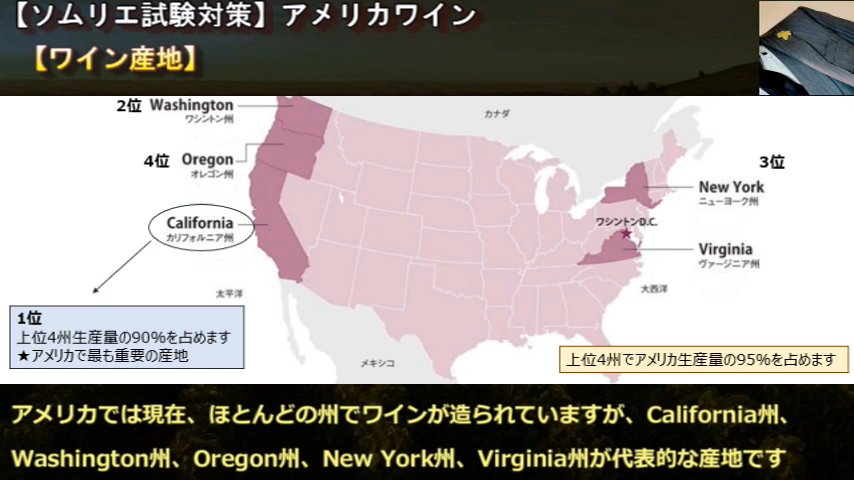 【ソムリエ試験対策】アメリカワイン
【ワイン産地】
2位 Washington
ワシントン州
カナダ
4位 Oregon
オレゴン州
3位
New York
ニューヨーク州
California
カリフォルニア州
ワシントンD.C.
Virginia
ヴァージニア州
太平洋
大西洋
1位
上位4州生産量の90%を占めます
★アメリカで最も重要の産地
メキシコ
上位4州でアメリカ生産量の95%を占めます
アメリカでは現在、ほとんどの州でワインが造られていますが、California州、
Washington州、Oregon州、New York州、Virginia州が代表的な産地です